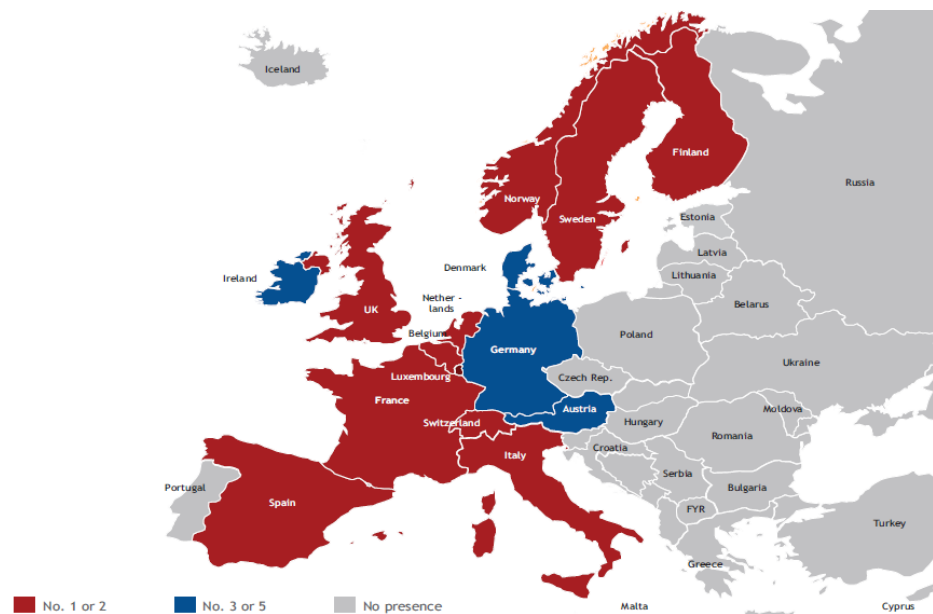 Iceland
Finland
Russia
Norway
Sweden
Estonia
Latvia
Lithuania
Denmark
Ireland
Nether -
lands
Belarus
UK
Belgium
Poland
Germany
Ukraine
Luxembourg
Czech Rep.
France
Austria
Moldova
Switzerland
Hungary
Romania
Croatia
Italy
Serbia
Portugal
Bulgaria
Spain
FYR
Turkey
Greece
No. 1 or 2
No. 3 or 5
No presence
Malta
Cyprus